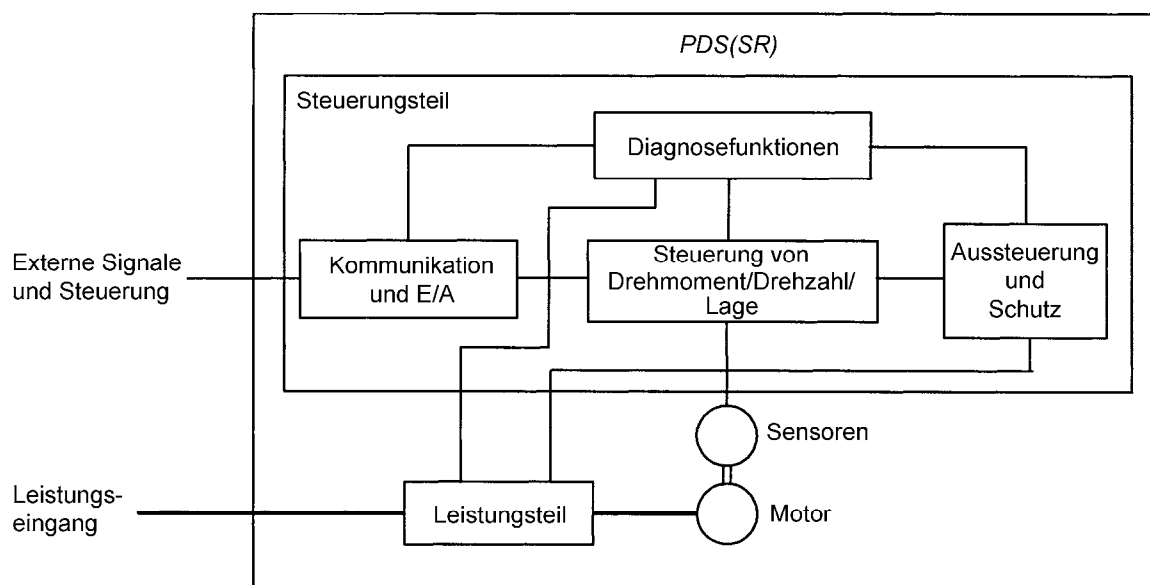 PDS(SR)
Steuerungsteil
Diagnosefunktionen
Externe Signale
und Steuerung
Kommunikation
und E/A
Steuerung von
Drehmoment/Drehzahl/
Lage
Aussteuerung
und
Schutz
Sensoren
Leistungs-
eingang
Leistungsteil
Motor